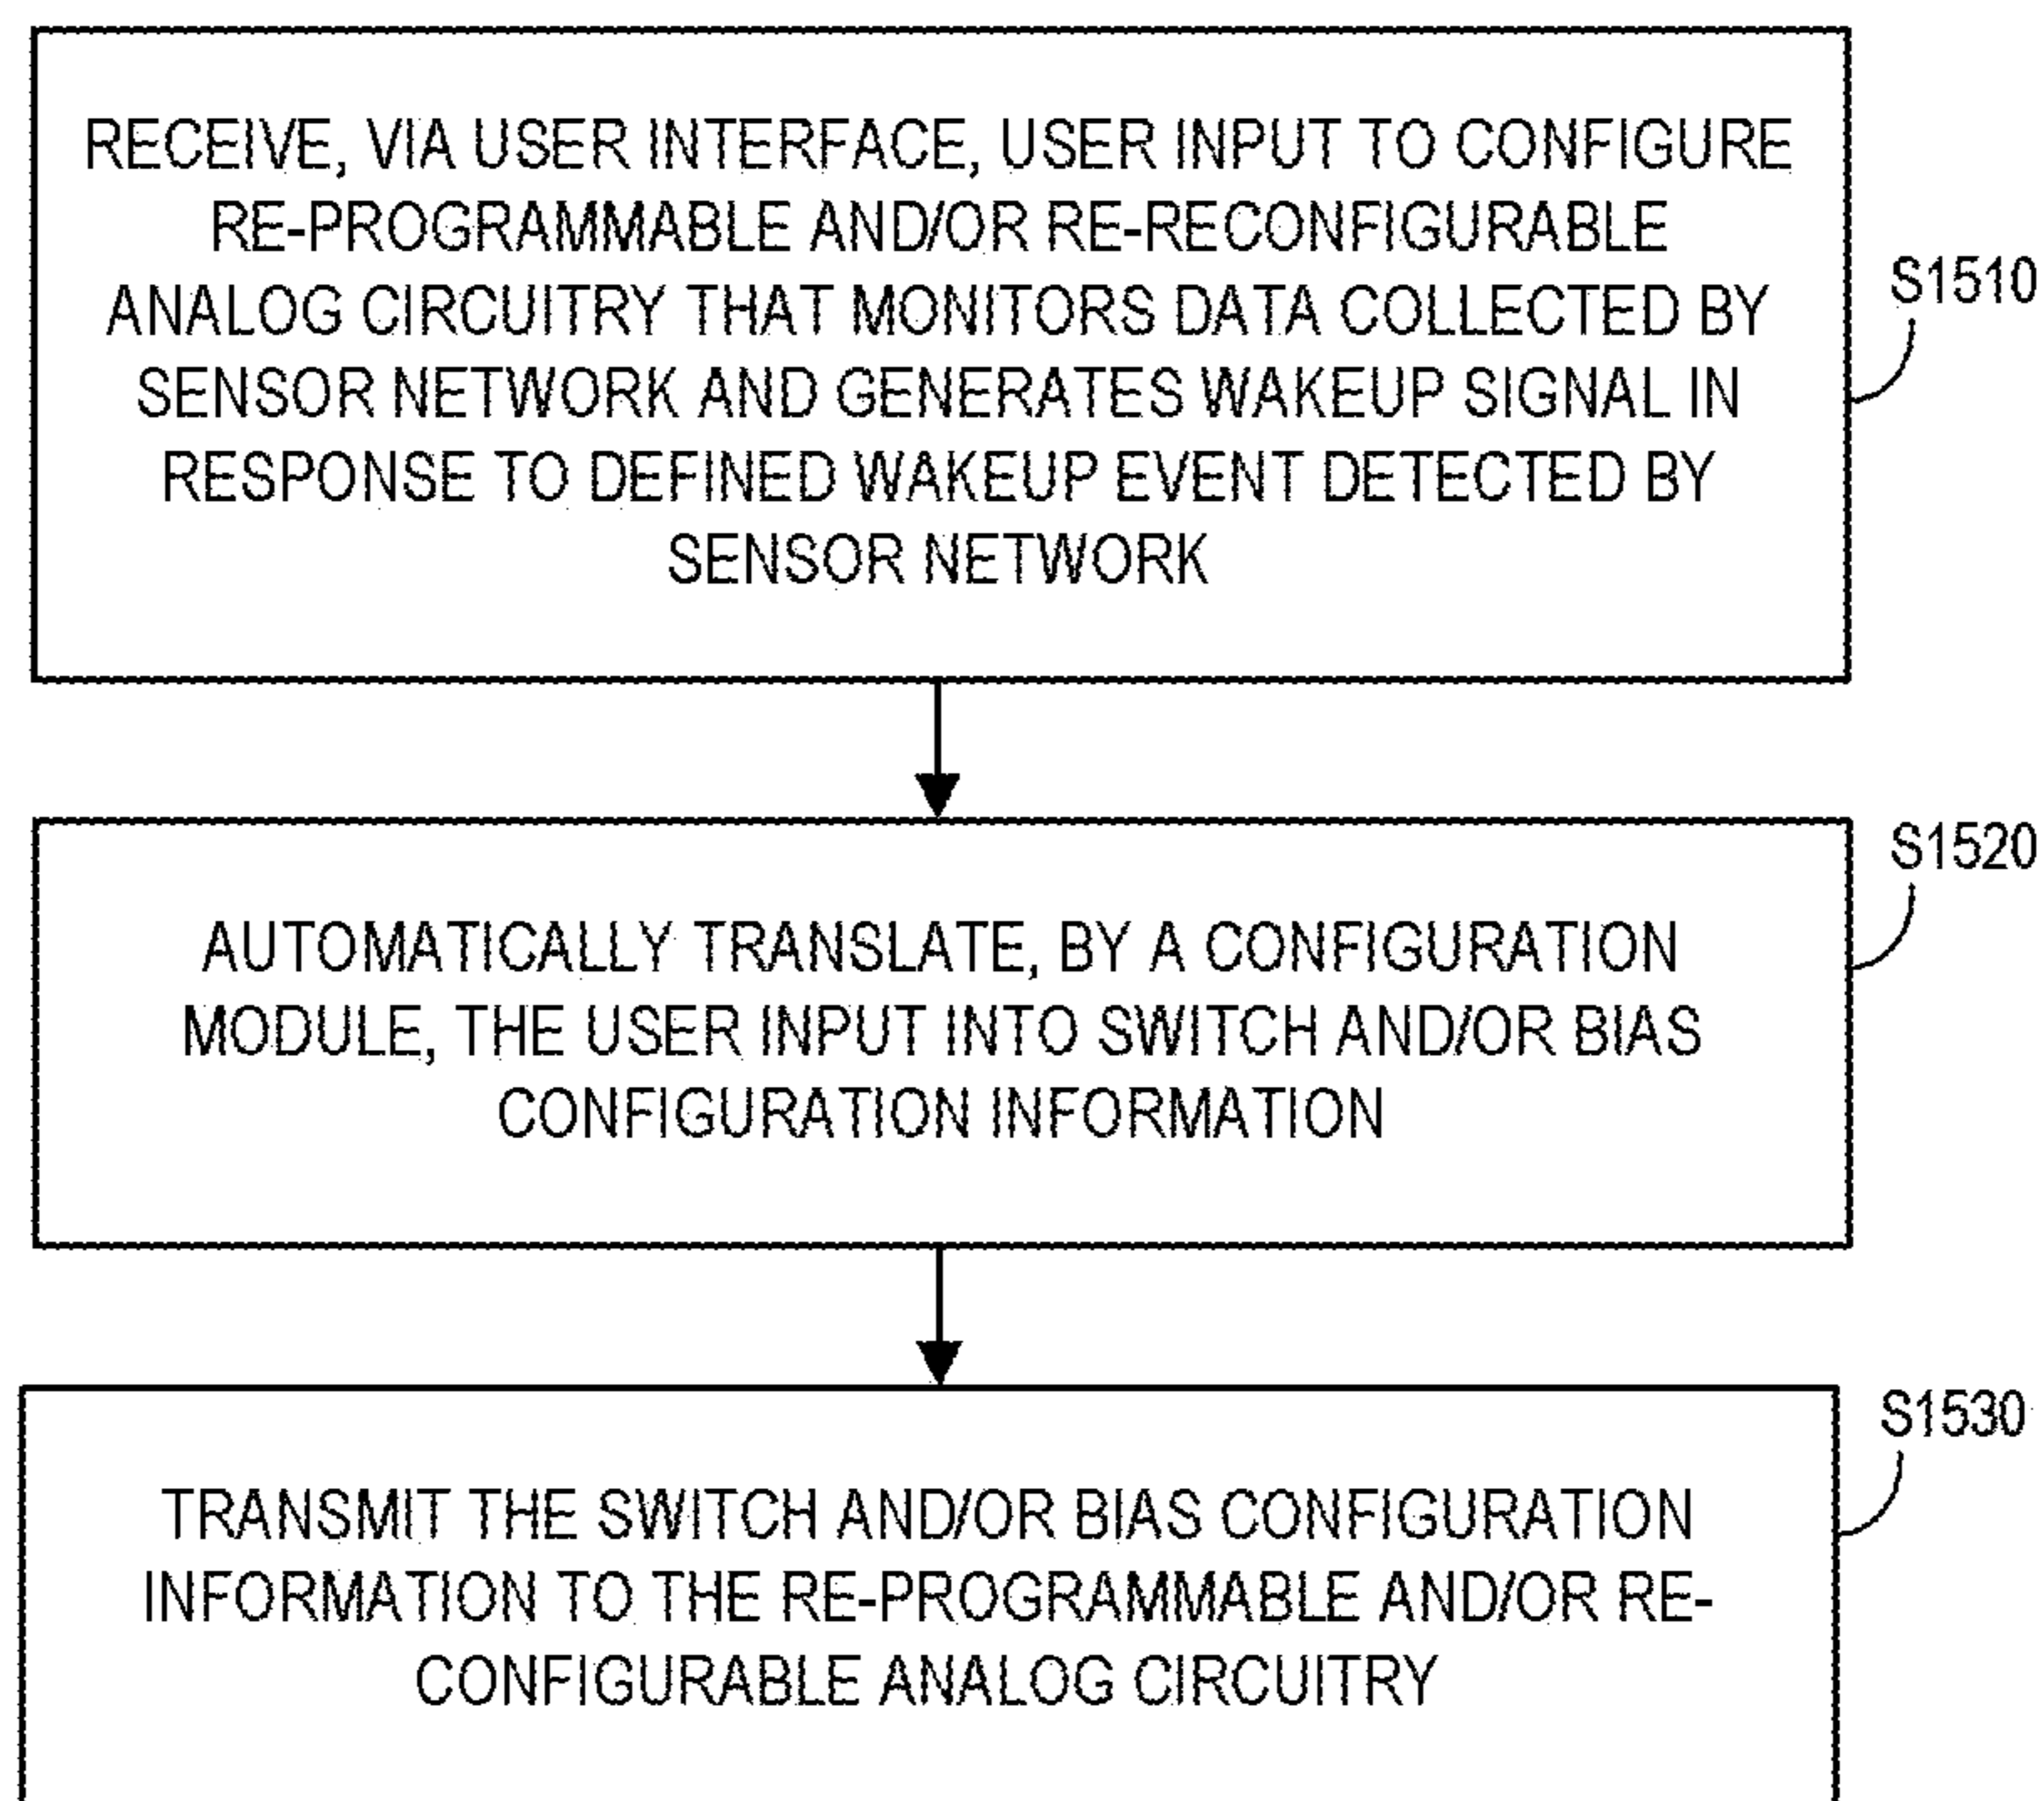 RECEIVE, VIA USER INTERFACE, USER INPUT TO CONFIGURE
RE-PROGRAMMABLE AND/OR RE-RECONFIGURABLE
ANALOG CIRCUITRY THAT MONITORS DATA COLLECTED BY
SENSOR NETWORK AND GENERATES WAKEUP SIGNAL IN
RESPONSE TO DEFINED WAKEUP EVENT DETECTED BY
SENSOR NETWORK
S1510
S1520
AUTOMATICALLY TRANSLATE, BY A CONFIGURATION
MODULE, THE USER INPUT INTO SWITCH AND/OR BIAS
CONFIGURATION INFORMATION
S1530
TRANSMIT THE SWITCH AND/OR BIAS CONFIGURATION
INFORMATION TO THE RE-PROGRAMMABLE AND/OR RE-
CONFIGURABLE ANALOG CIRCUITRY